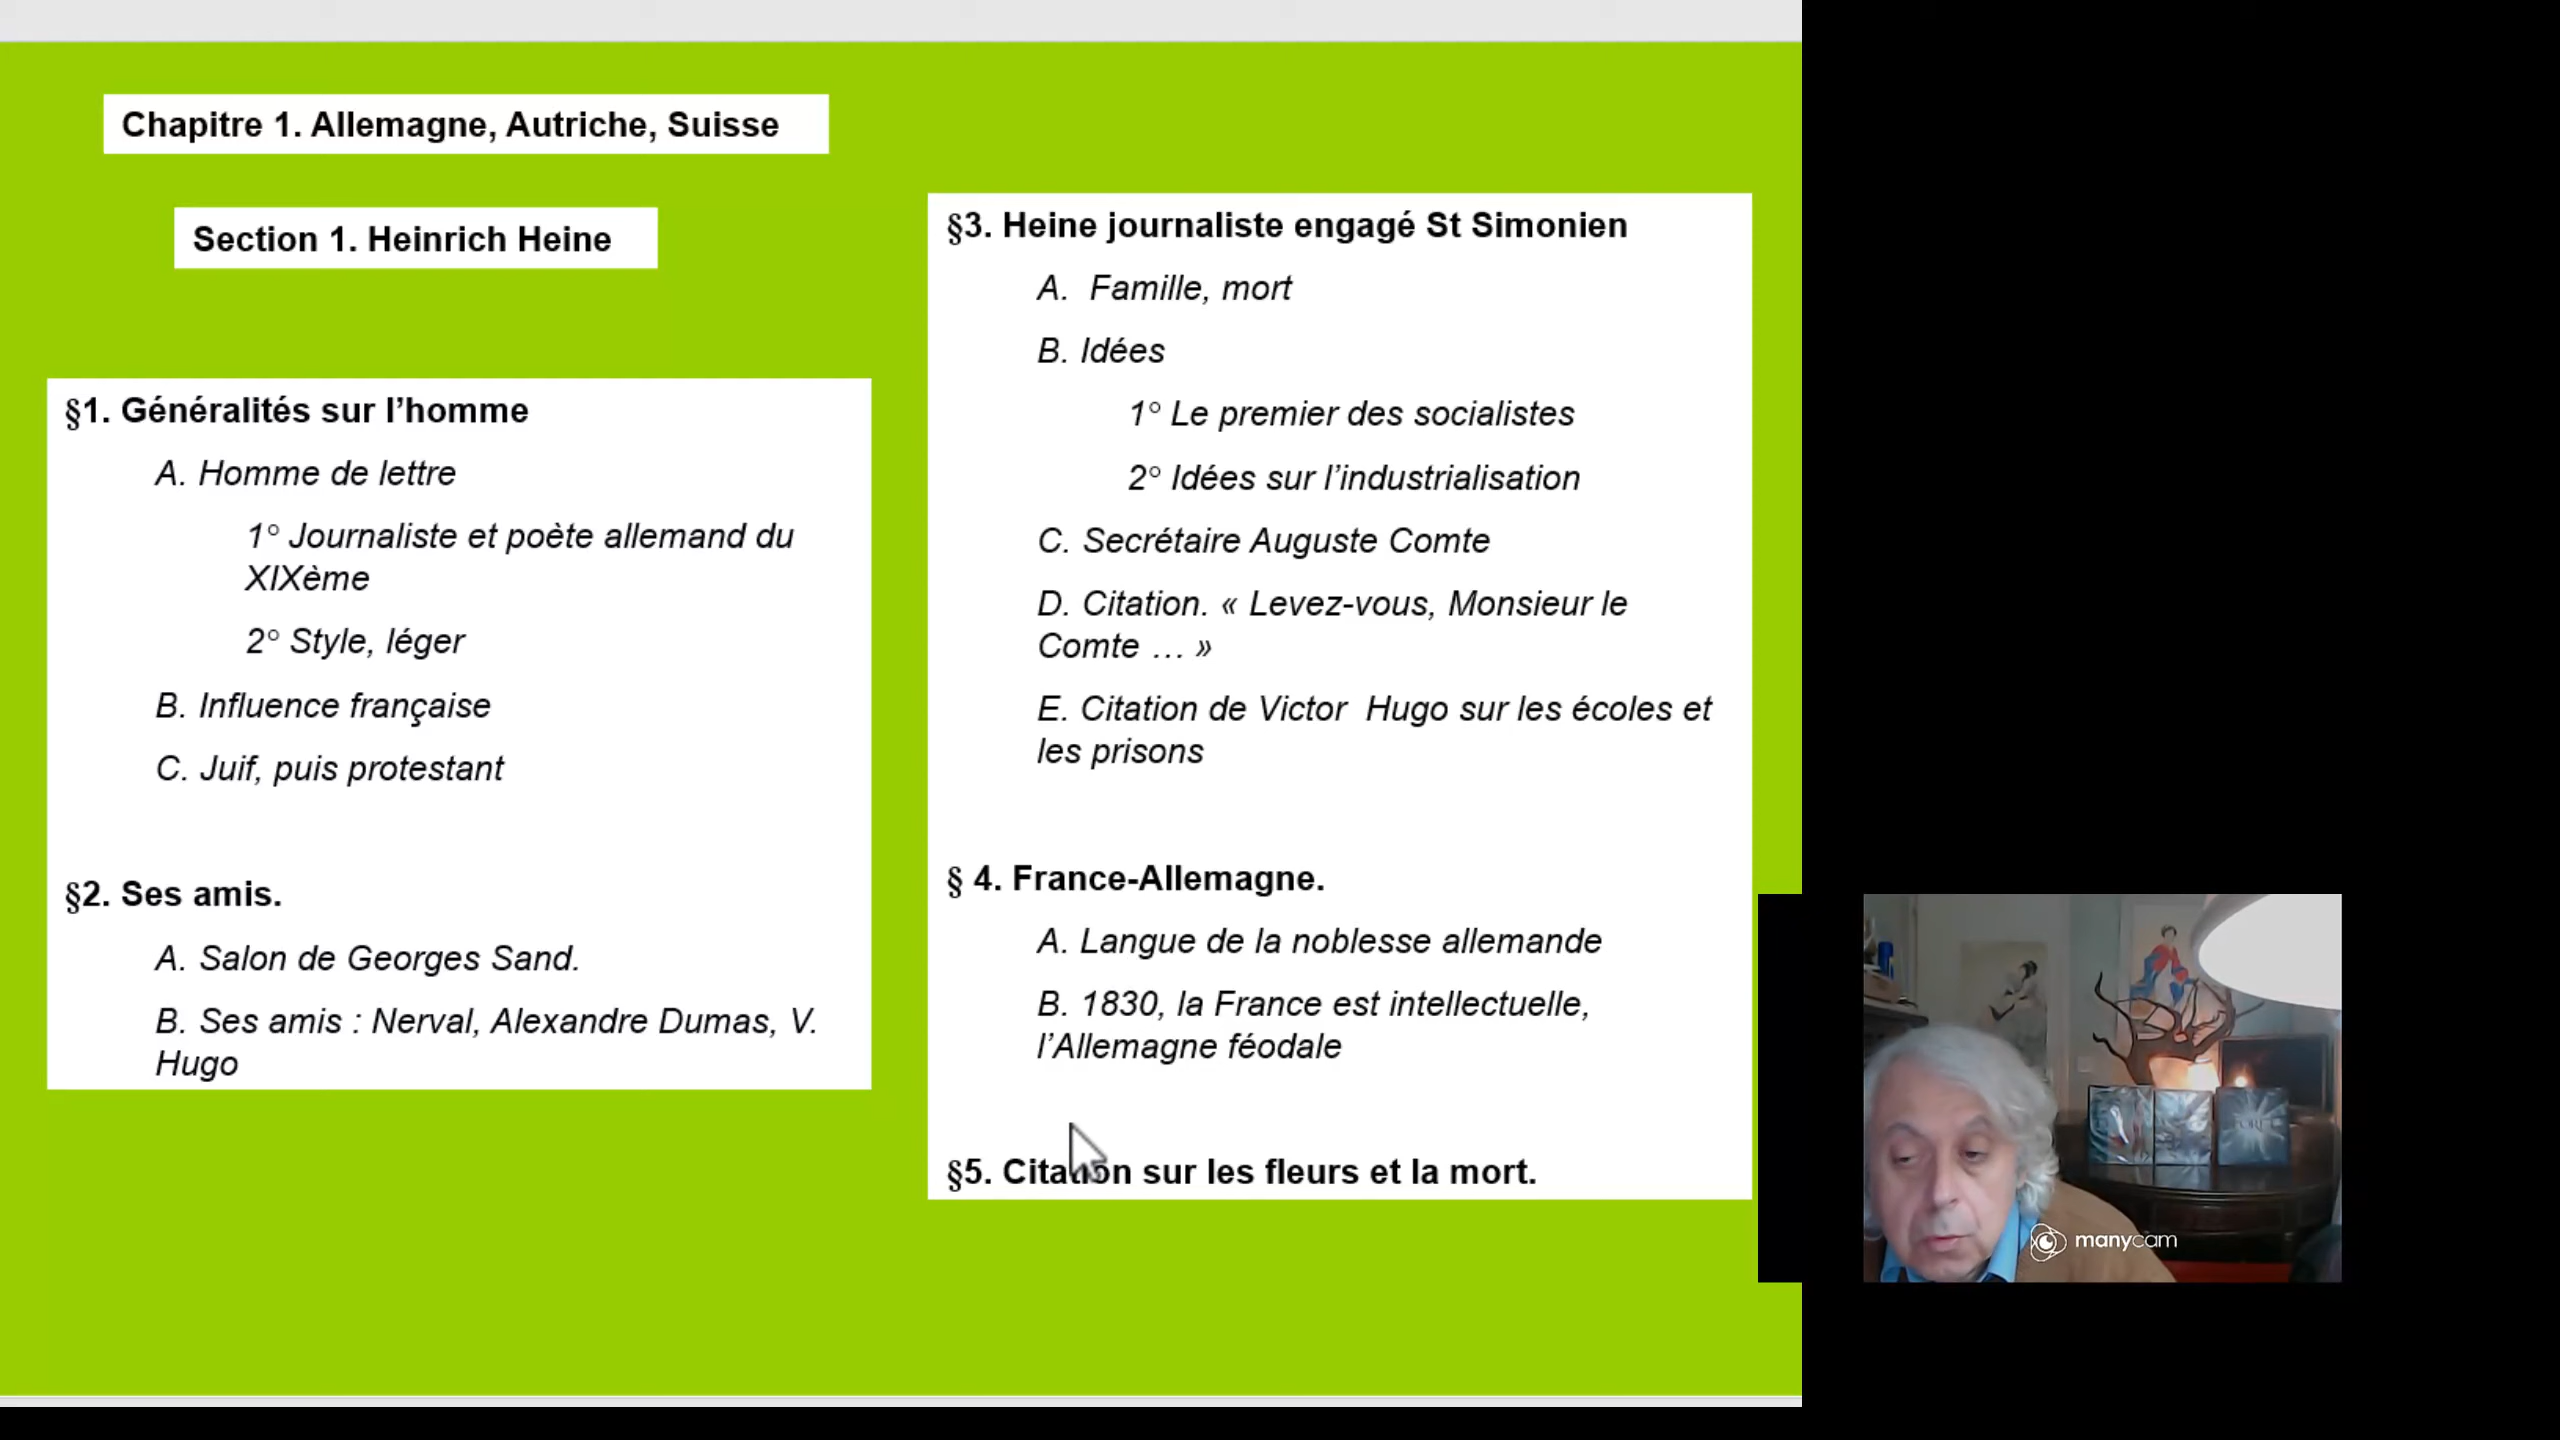 Chapitre 1. Allemagne, Autriche, Suisse
Section 1. Heinrich Heine
§1. Généralités sur l’homme
A. Homme de lettre
1° Journaliste et poète allemand du
XIXème
2° Style, léger
B. Influence française
C. Juif, puis protestant
§2. Ses amis.
A. Salon de Georges Sand.
B. Ses amis : Nerval, Alexandre Dumas, V.
Hugo
§3. Heine journaliste engagé St Simonien
A. Famille, mort
B. Idées
1° Le premier des socialistes
2° Idées sur l’industrialisation
C. Secrétaire Auguste Comte
D. Citation. « Levez-vous, Monsieur le
Comte … »
E. Citation de Victor Hugo sur les écoles et
les prisons
§ 4. France-Allemagne.
A. Langue de la noblesse allemande
B. 1830, la France est intellectuelle,
l’Allemagne féodale
§5. Citation sur les fleurs et la mort.
manycam